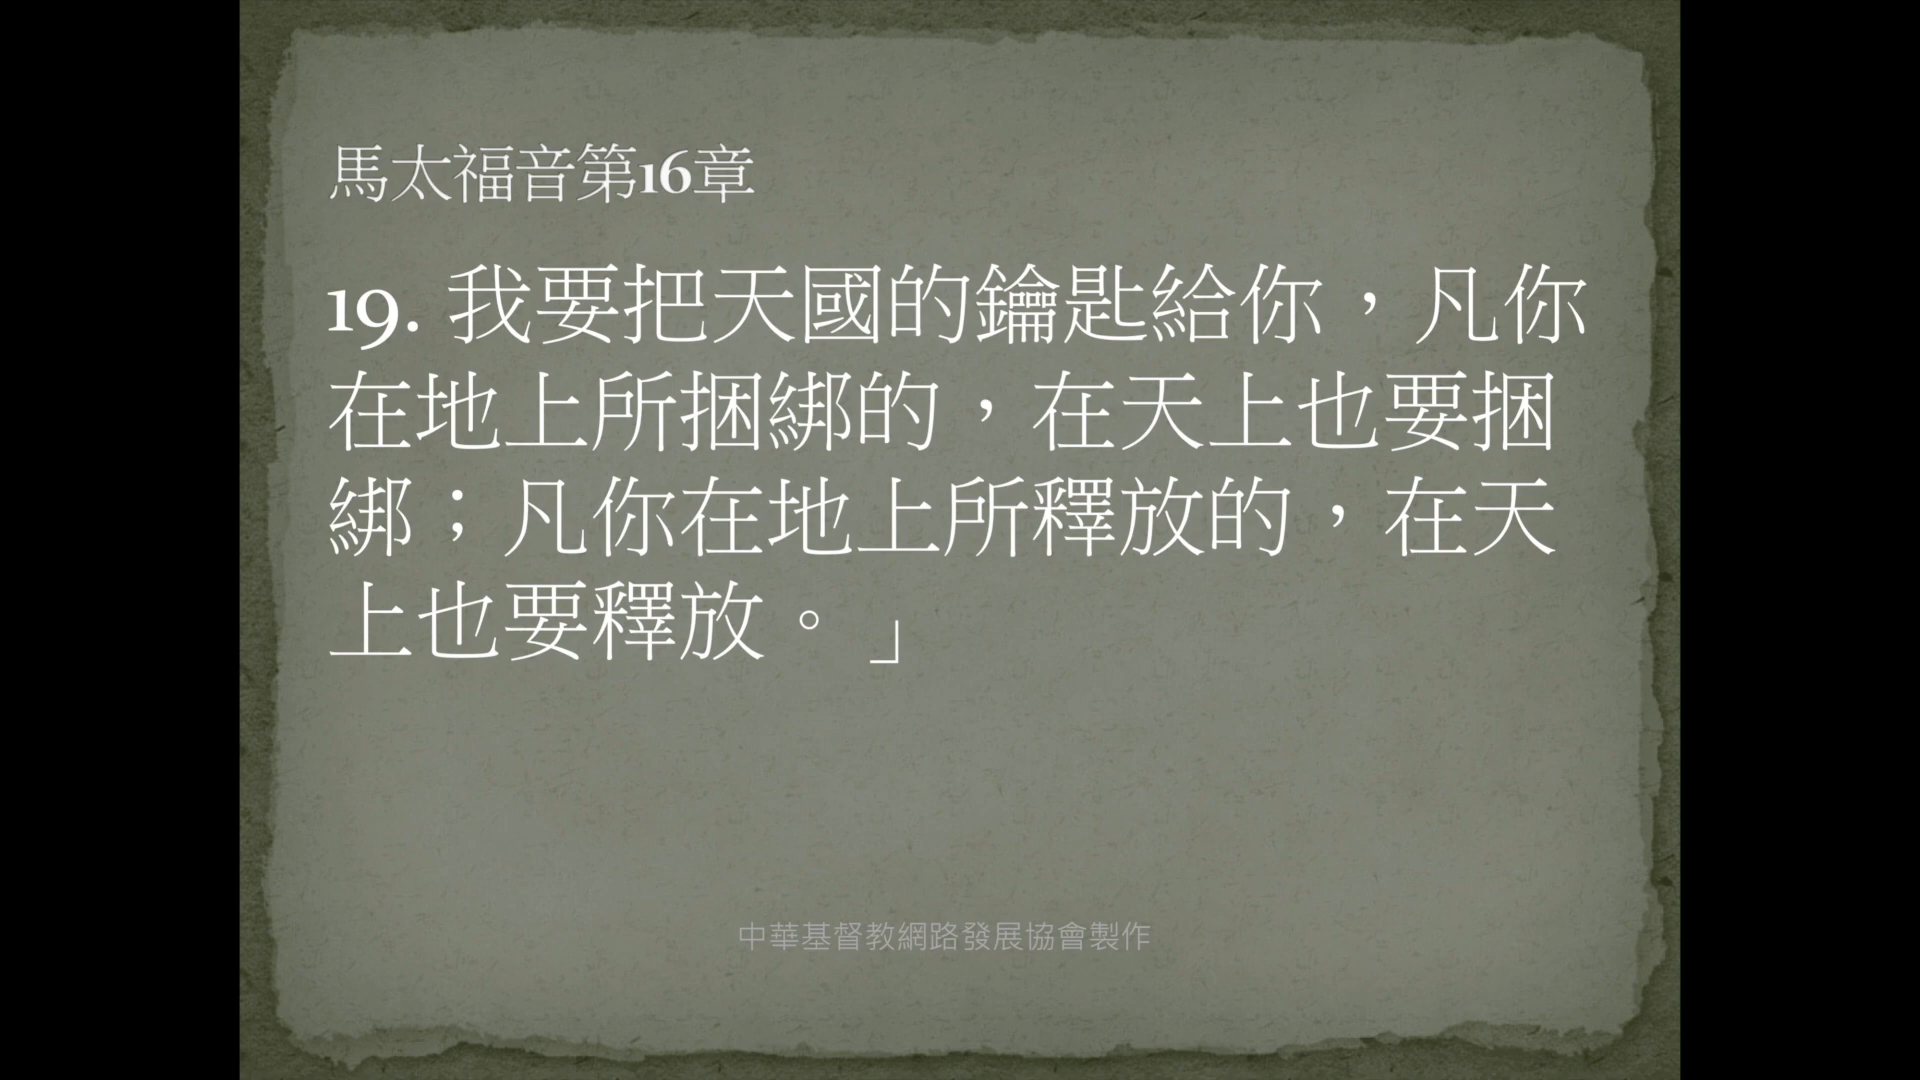 馬太福音第16章
19. 我要把天國的鑰匙給你，凡你
在地上所捆綁的，在天上也要捆
綁；凡你在地上所釋放的，在天
上也要釋放。」
中華基督教網路發展協會製作